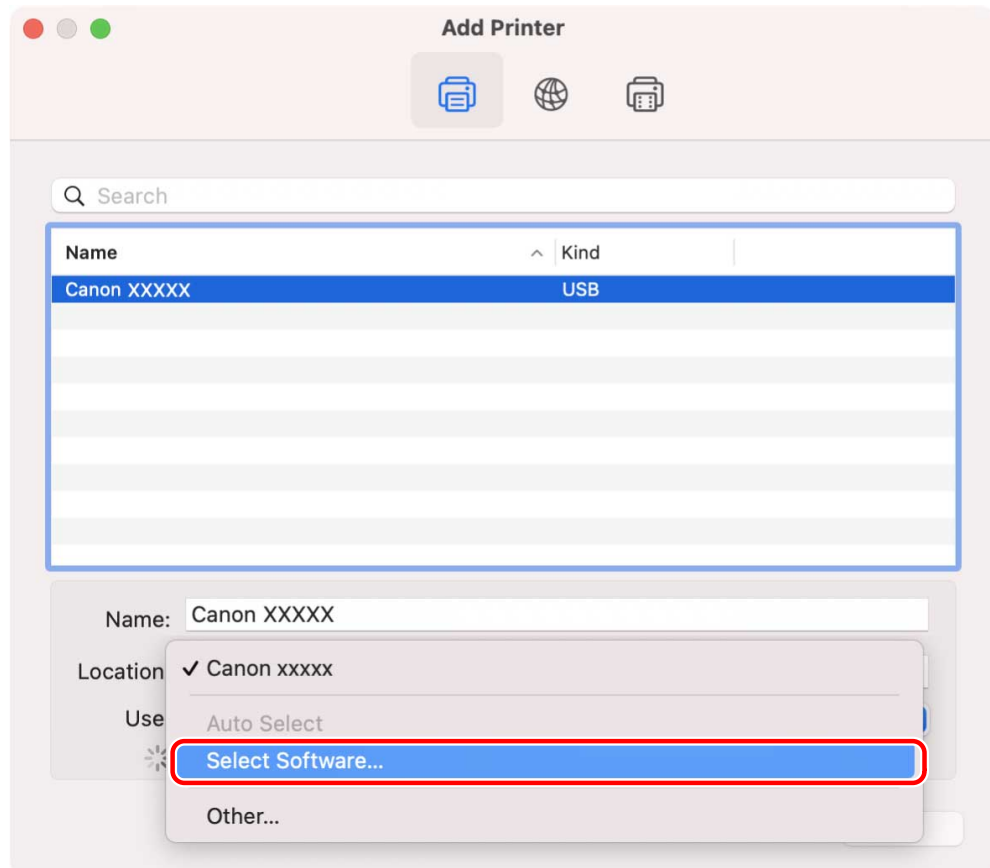 Add Printer
Search
Name Kind
Canon XXXXX USB
Name: Canon XXXXX
Location ✓ Canon xxxxx
Use Auto Select
Select Software...
Other...